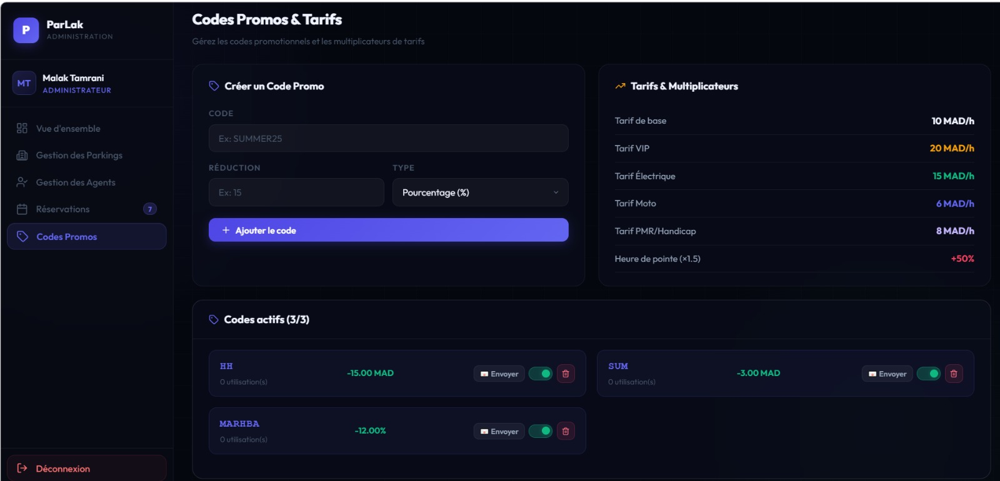 P
ParLak
ADMINISTRATION
MT
Malak Tamrani
ADMINISTRATEUR
Vue d'ensemble
Gestion des Parkings
Gestion des Agents
Réservations
7
Codes Promos
Déconnexion
Codes Promos & Tarifs
Gérez les codes promotionnels et les multiplicateurs de tarifs
Créer un Code Promo
CODE
Ex: SUMMER25
RÉDUCTION
TYPE
Ex: 15
Pourcentage (%)
+ Ajouter le code
Tarifs & Multiplicateurs
Tarif de base 10 MAD/h
Tarif VIP 20 MAD/h
Tarif Électrique 15 MAD/h
Tarif Moto 6 MAD/h
Tarif PMR/Handicap 8 MAD/h
Heure de pointe (×1.5) +50%
Codes actifs (3/3)
HH
0 utilisation(s)
-15.00 MAD
Envoyer
SUM
0 utilisation(s)
-3.00 MAD
Envoyer
MARHBA
0 utilisation(s)
-12.00%
Envoyer